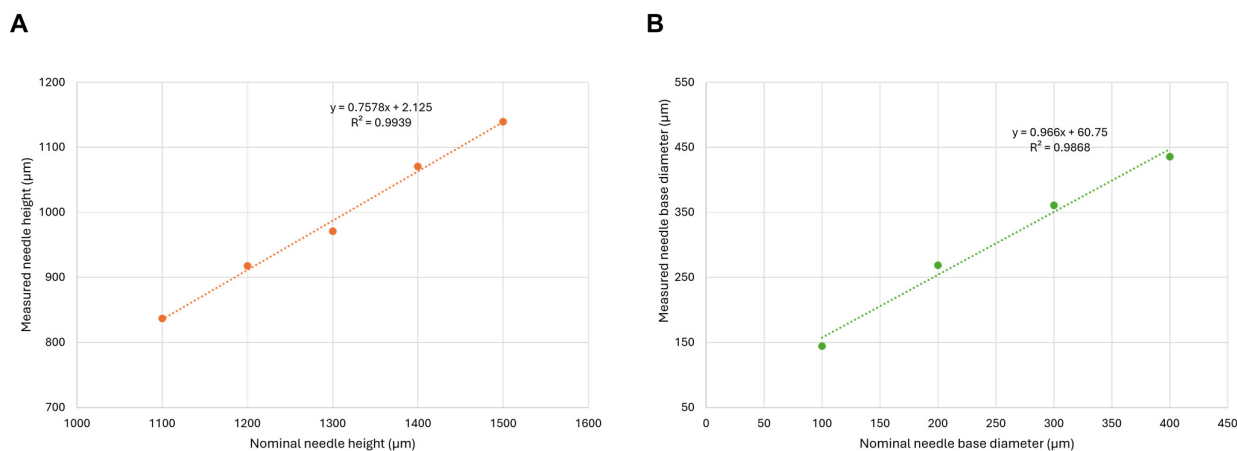 A
1200
1100
1000
900
800
700
1000
1100
1200
1300
1400
1500
1600
Measured needle height (µm)
Nominal needle height (µm)
y = 0.7578x + 2.125
R² = 0.9939
B
550
450
350
250
150
50
0
50
100
150
200
250
300
350
400
450
Measured needle base diameter (µm)
Nominal needle base diameter (µm)
y = 0.966x + 60.75
R² = 0.9868